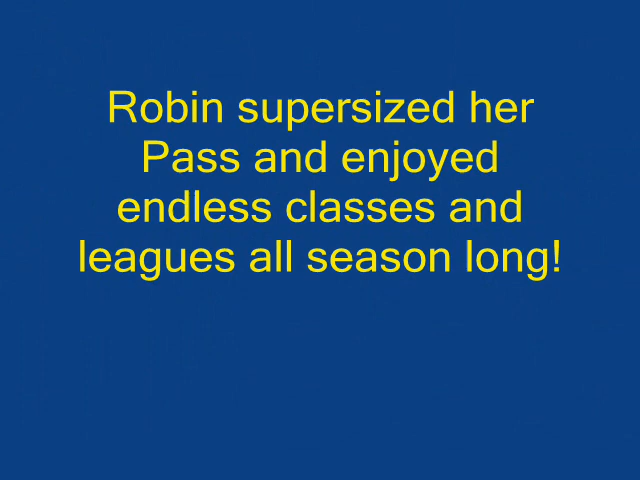 Robin supersized her
Pass and enjoyed
endless classes and
leagues all season long!